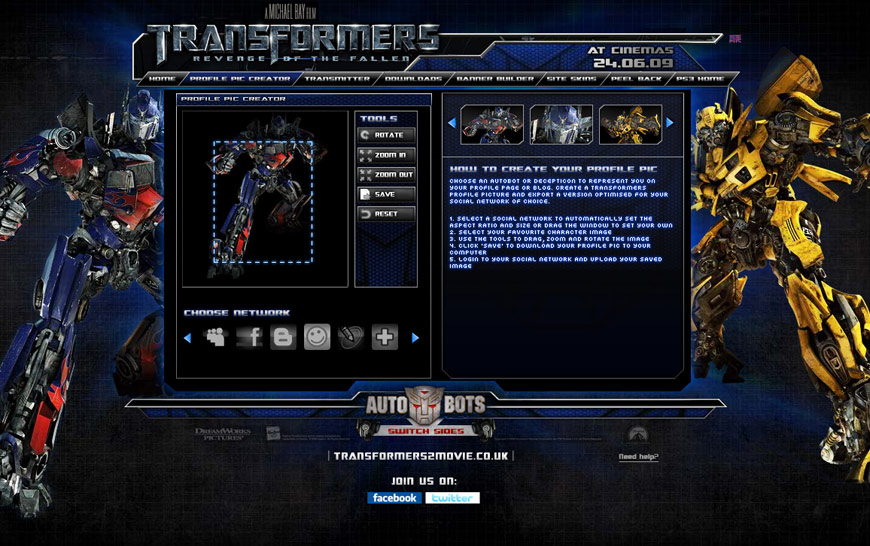 A MICHAEL BAY FILM
TRANSFORMERS
REVENGE OF THE FALLEN
AT CINEMAS
24.06.09
HOME
PROFILE PIC CREATOR
TRANSMITTER
DOWNLOADS
BANNER BUILDER
SITE SKINS
PEEL BACK
PS3 HOME
PROFILE PIC CREATOR
TOOLS
ROTATE
ZOOM IN
ZOOM OUT
SAVE
RESET
CHOOSE NETWORK
HOW TO CREATE YOUR PROFILE PIC
CHOOSE AN AUTOBOT OR DECEPTICON TO REPRESENT YOU ON
YOUR PROFILE PAGE OR BLOG. CREATE A TRANSFORMERS
PROFILE PICTURE AND EXPORT A VERSION OPTIMISED FOR YOUR
SOCIAL NETWORK OF CHOICE.
1. SELECT A SOCIAL NETWORK TO AUTOMATICALLY SET THE
ASPECT RATIO AND SIZE OR DRAG THE WINDOW TO SET YOUR OWN
2. SELECT YOUR FAVOURITE CHARACTER IMAGE
3. USE THE TOOLS TO DRAG, ZOOM AND ROTATE THE IMAGE
4. CLICK 'SAVE' TO DOWNLOAD YOUR PROFILE PIC TO YOUR
COMPUTER
5. LOGIN TO YOUR SOCIAL NETWORK AND UPLOAD YOUR SAVED
IMAGE
AUTO BOTS
SWITCH SIDES
DREAMWORKS
PICTURES
Need help?
TRANSFORMERS2MOVIE.CO.UK
JOIN US ON:
facebook
twitter